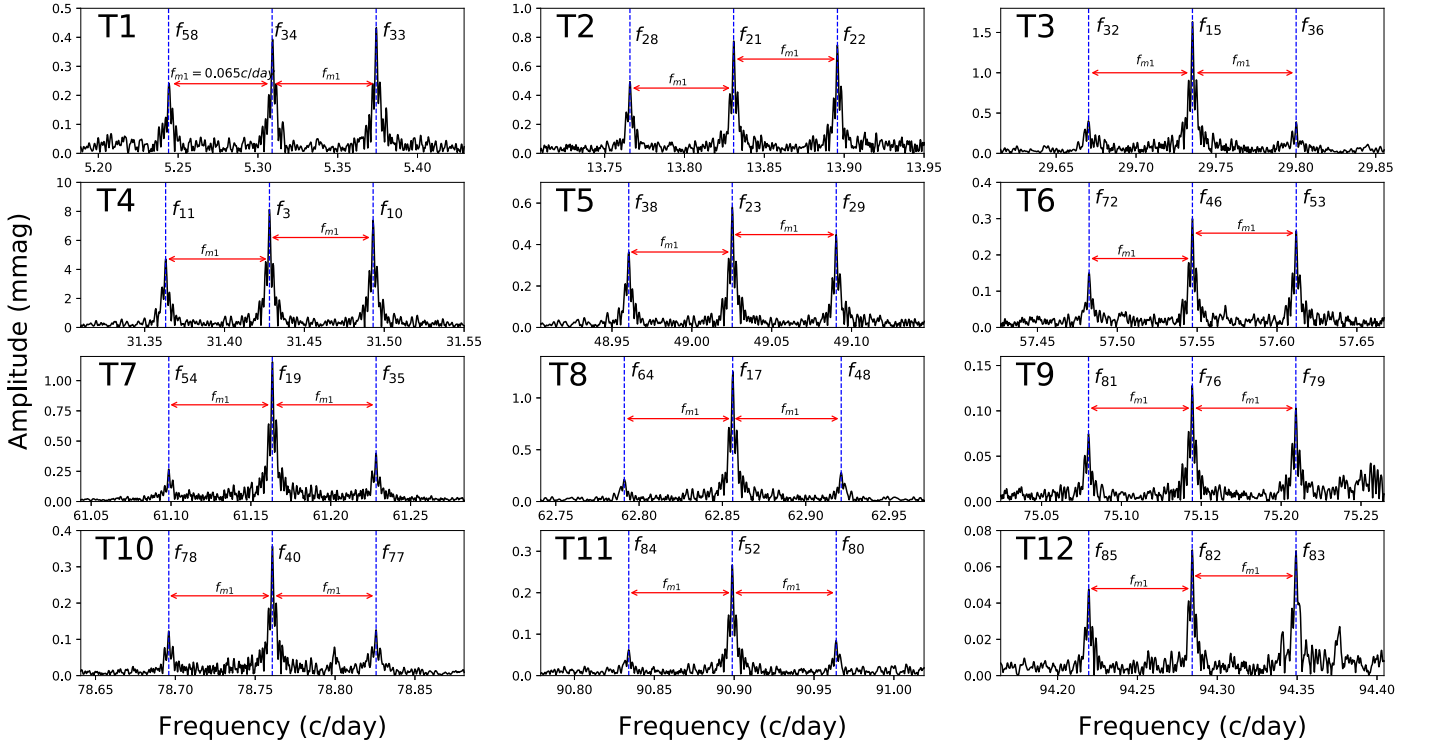 T1
f58
f34
f33
fm1 = 0.065c/day
fm1
0.5
0.4
0.3
0.2
0.1
0.0
5.20
5.25
5.30
5.35
5.40
T2
f28
f21
f22
fm1
fm1
1.0
0.8
0.6
0.4
0.2
0.0
13.75
13.80
13.85
13.90
13.95
T3
f32
f15
f36
fm1
fm1
1.5
1.0
0.5
0.0
29.65
29.70
29.75
29.80
29.85
T4
f11
f3
f10
fm1
fm1
10
8
6
4
2
0
31.35
31.40
31.45
31.50
31.55
T5
f38
f23
f29
fm1
fm1
0.6
0.4
0.2
0.0
48.95
49.00
49.05
49.10
T6
f72
f46
f53
fm1
fm1
0.4
0.3
0.2
0.1
0.0
57.45
57.50
57.55
57.60
57.65
Amplitude (mmag)
T7
f54
f19
f35
fm1
fm1
1.00
0.75
0.50
0.25
0.00
61.05
61.10
61.15
61.20
61.25
T8
f64
f17
f48
fm1
fm1
1.0
0.5
0.0
62.75
62.80
62.85
62.90
62.95
T9
f81
f76
f79
fm1
fm1
0.15
0.10
0.05
0.00
75.05
75.10
75.15
75.20
75.25
T10
f78
f40
f77
fm1
fm1
0.4
0.3
0.2
0.1
0.0
78.65
78.70
78.75
78.80
78.85
T11
f84
f52
f80
fm1
fm1
0.3
0.2
0.1
0.0
90.80
90.85
90.90
90.95
91.00
T12
f85
f82
f83
fm1
fm1
0.08
0.06
0.04
0.02
0.00
94.20
94.25
94.30
94.35
94.40
Frequency (c/day)
Frequency (c/day)
Frequency (c/day)